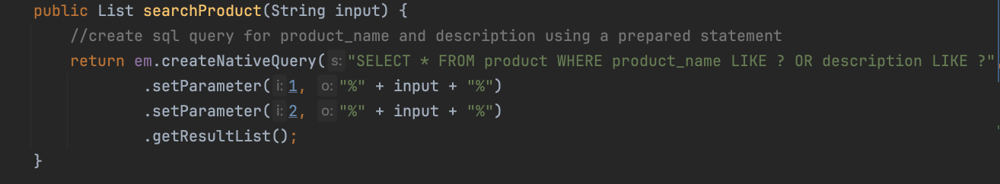 public List searchProduct(String input) {
//create sql query for product_name and description using a prepared statement
return em.createNativeQuery( s: "SELECT * FROM product WHERE product_name LIKE ? OR description LIKE ?"
.setParameter( i: 1, o: "%" + input + "%")
.setParameter( i: 2, o: "%" + input + "%")
.getResultList();
}